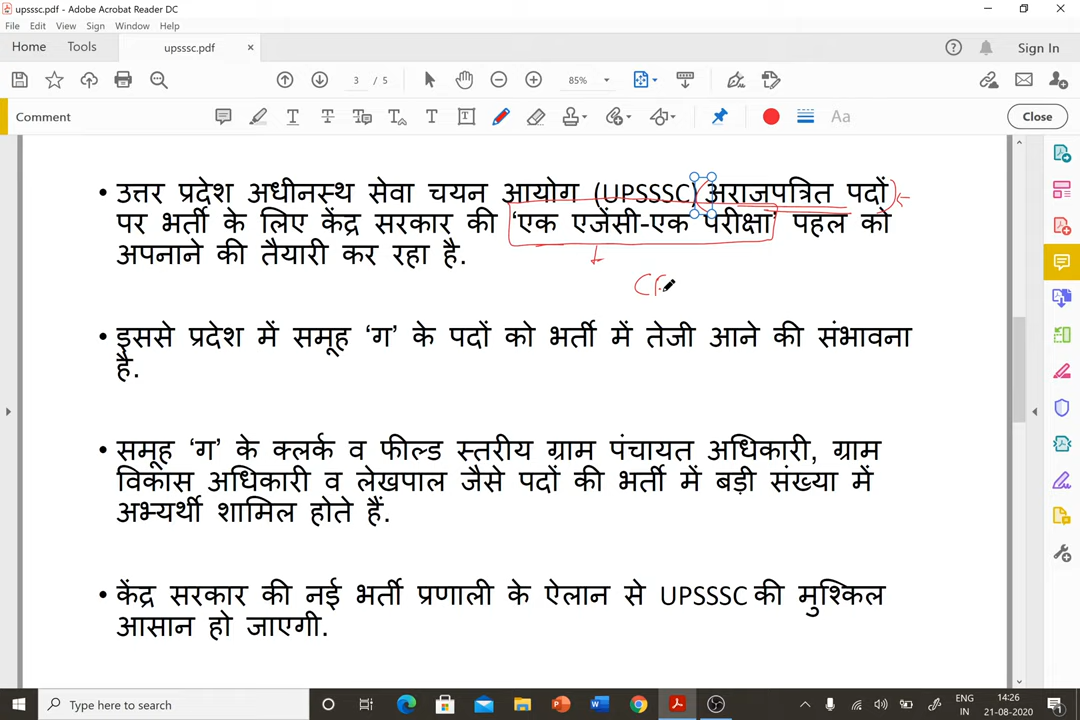 upsssc.pdf - Adobe Acrobat Reader DC
File Edit View Sign Window Help
Home Tools upsssc.pdf × Sign In
3 / 5 85%
Comment Close
• उत्तर प्रदेश अधीनस्थ सेवा चयन आयोग (UPSSSC) अराजपत्रित पदों
पर भर्ती के लिए केंद्र सरकार की ‘एक एजेंसी-एक परीक्षा’ पहल को
अपनाने की तैयारी कर रहा है.
• इससे प्रदेश में समूह ‘ग’ के पदों को भर्ती में तेजी आने की संभावना
है.
• समूह ‘ग’ के क्लर्क व फील्ड स्तरीय ग्राम पंचायत अधिकारी, ग्राम
विकास अधिकारी व लेखपाल जैसे पदों की भर्ती में बड़ी संख्या में
अभ्यर्थी शामिल होते हैं.
• केंद्र सरकार की नई भर्ती प्रणाली के ऐलान से UPSSSC की मुश्किल
आसान हो जाएगी.
Type here to search
ENG 14:26
IN 21-08-2020